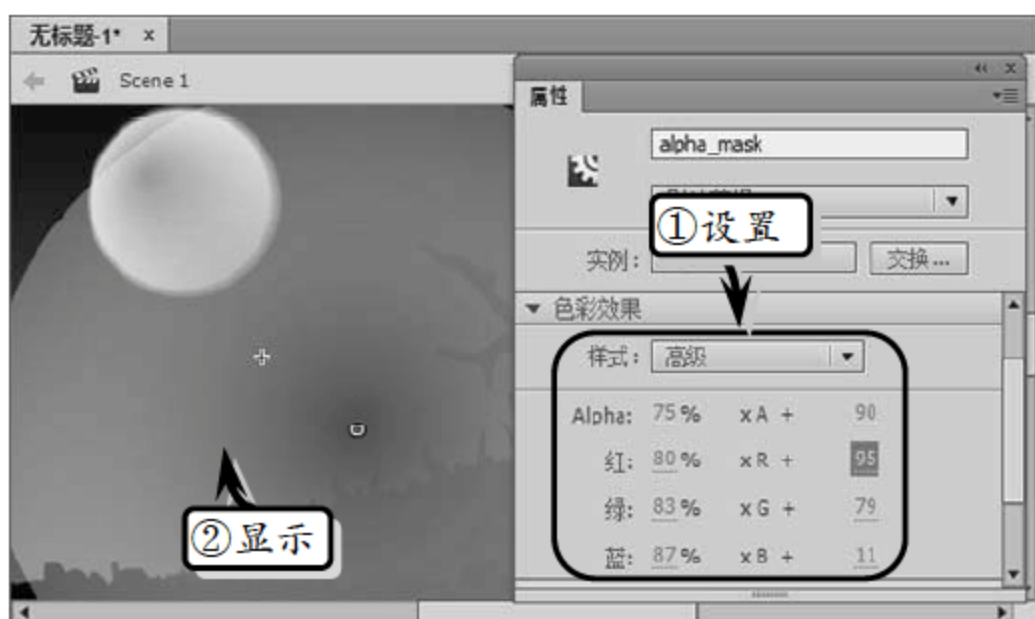 无标题-1* x
Scene 1
属性
alpha_mask
①设置
实例: 交换...
色彩效果
样式: 高级
Alpha: 75% xA + 90
红: 80% xR + 95
绿: 83% xG + 79
蓝: 87% xB + 11
②显示